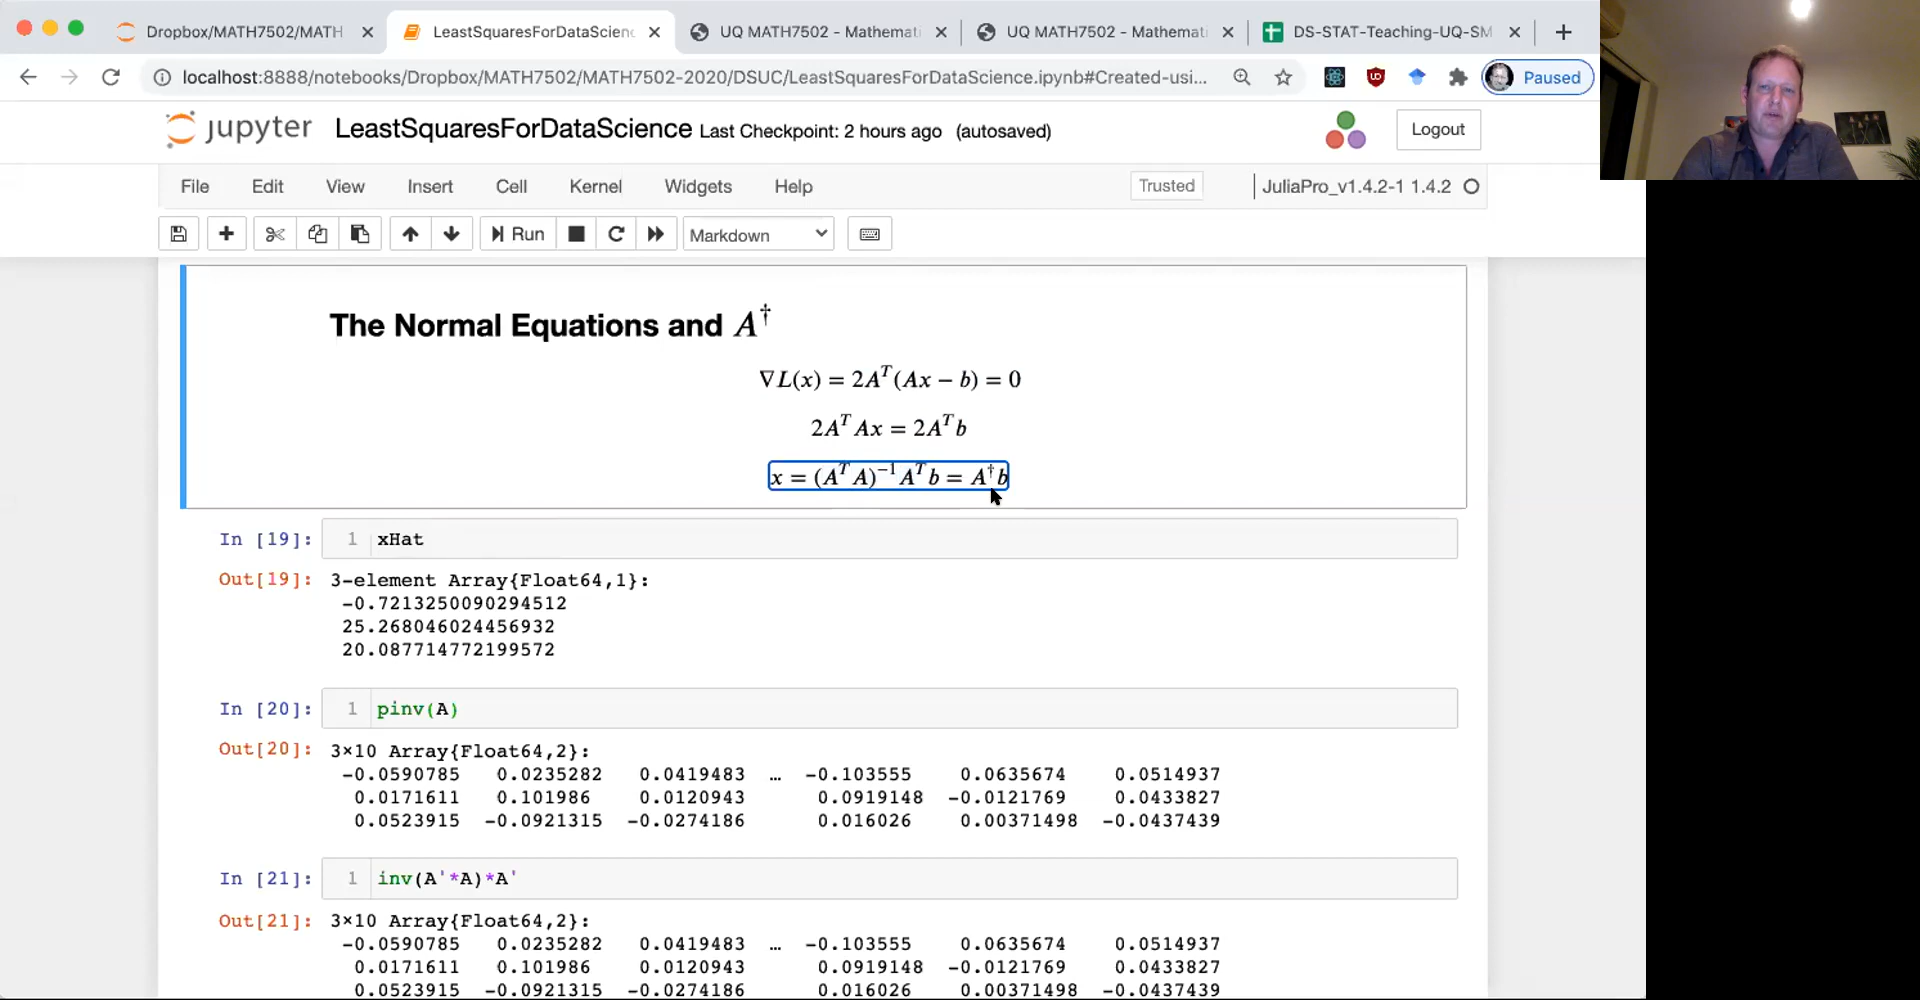 Dropbox/MATH7502/MATH
LeastSquaresForDataScien
UQ MATH7502 - Mathemati
UQ MATH7502 - Mathemat
DS-STAT-Teaching-UQ-SM
localhost:8888/notebooks/Dropbox/MATH7502/MATH7502-2020/DSUC/LeastSquaresForDataScience.ipynb#Created-usi...
Paused
jupyter LeastSquaresForDataScience Last Checkpoint: 2 hours ago (autosaved)
Logout
File Edit View Insert Cell Kernel Widgets Help
Trusted
JuliaPro_v1.4.2-1 1.4.2
Run
Markdown
The Normal Equations and A†
∇L(x) = 2Aᵀ(Ax − b) = 0
2AᵀAx = 2Aᵀb
x = (AᵀA)⁻¹Aᵀb = A†b
In [19]: 1 xHat
Out[19]: 3-element Array{Float64,1}:
-0.7213250090294512
25.268046024456932
20.087714772199572
In [20]: 1 pinv(A)
Out[20]: 3×10 Array{Float64,2}:
-0.0590785 0.0235282 0.0419483 … -0.103555 0.0635674 0.0514937
0.0171611 0.101986 0.0120943 0.0919148 -0.0121769 0.0433827
0.0523915 -0.0921315 -0.0274186 0.016026 0.00371498 -0.0437439
In [21]: 1 inv(A'*A)*A'
Out[21]: 3×10 Array{Float64,2}:
-0.0590785 0.0235282 0.0419483 … -0.103555 0.0635674 0.0514937
0.0171611 0.101986 0.0120943 0.0919148 -0.0121769 0.0433827
0.0523915 -0.0921315 -0.0274186 0.016026 0.00371498 -0.0437439